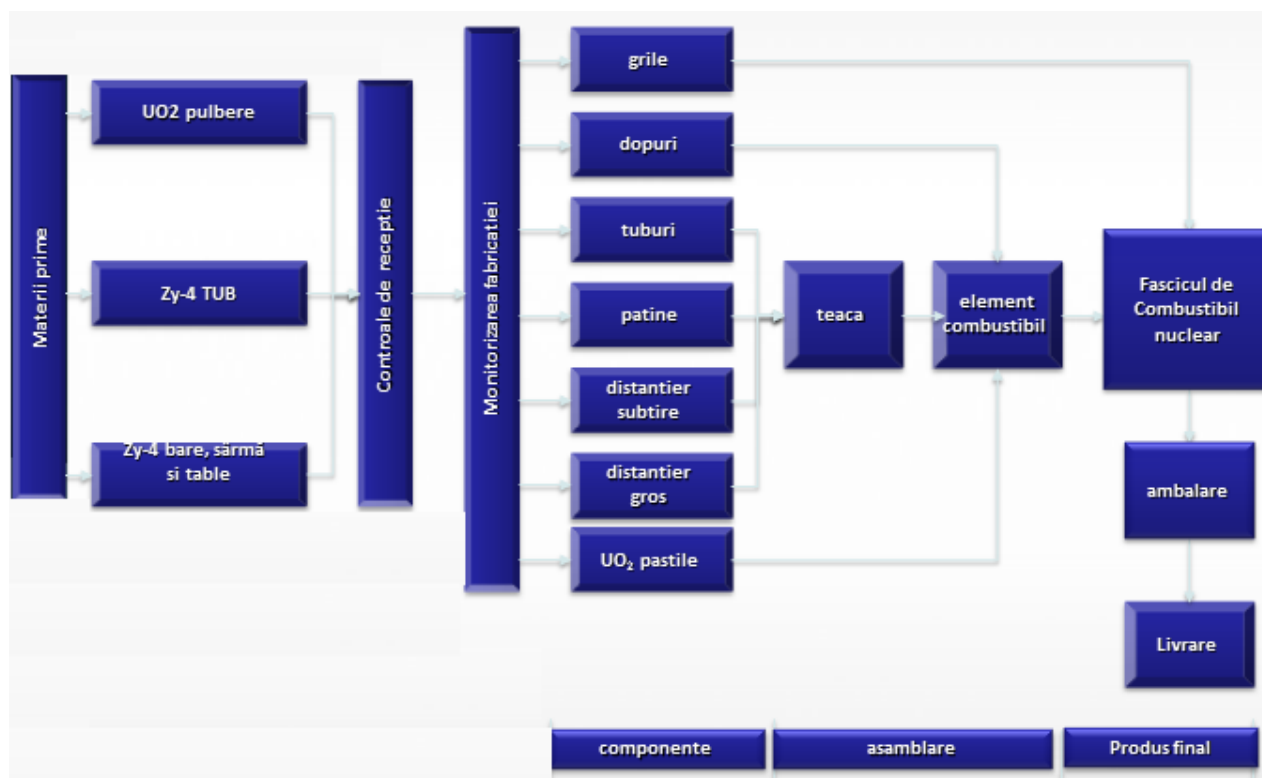 Materii prime
UO2 pulbere
Zy-4 TUB
Zy-4 bare, sărmă
si table
Controale de receptie
Monitorizarea fabricatiei
grile
dopuri
tuburi
patine
distantier
subtire
distantier
gros
UO₂ pastile
teaca
element
combustibil
Fascicul de
Combustibil
nuclear
ambalare
Livrare
componente
asamblare
Produs final